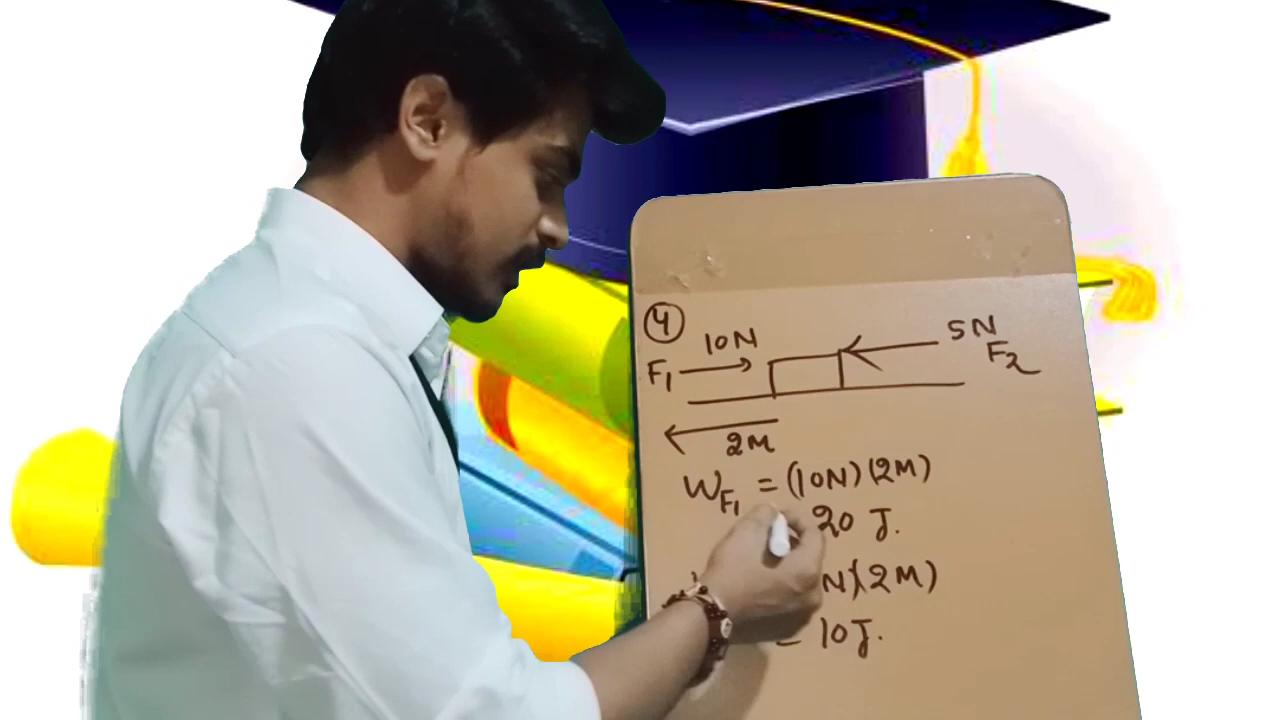 4
10N
5N
F1
F2
2M
WF1 = (10N)(2M)
20 J.
N)(2M)
= 10J.